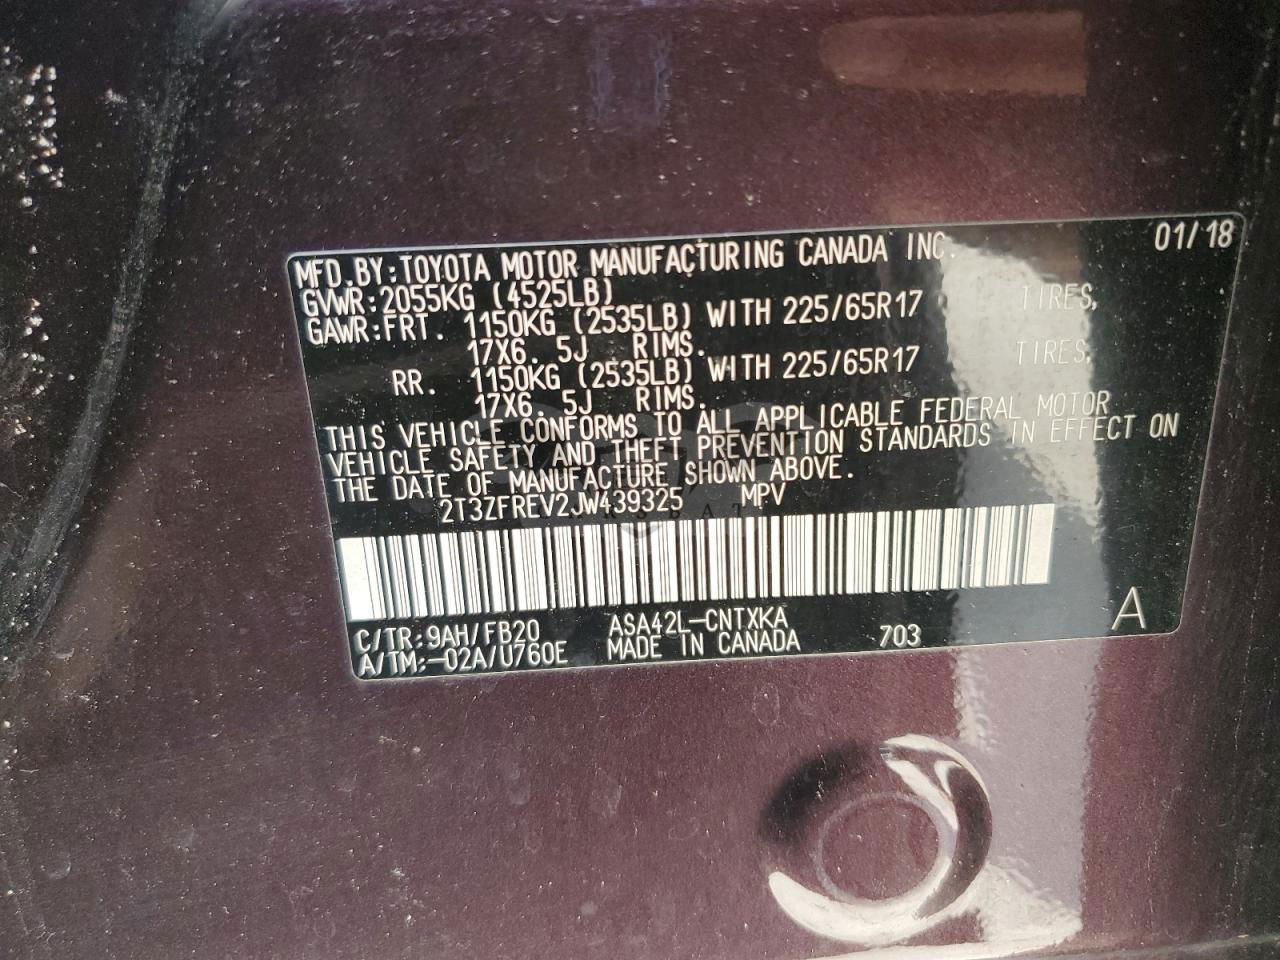 MFD.BY:TOYOTA MOTOR MANUFACTURING CANADA INC. 01/18
GVWR:2055KG (4525LB)
GAWR:FRT. 1150KG (2535LB) WITH 225/65R17 TIRES,
17X6.5J RIMS.
RR. 1150KG (2535LB) WITH 225/65R17 TIRES,
17X6.5J RIMS.
THIS VEHICLE CONFORMS TO ALL APPLICABLE FEDERAL MOTOR
VEHICLE SAFETY AND THEFT PREVENTION STANDARDS IN EFFECT ON
THE DATE OF MANUFACTURE SHOWN ABOVE.
2T3ZFREV2JW439325 MPV
C/TR:9AH/FB20 ASA42L-CNTXKA
A/TM:-02A/U760E MADE IN CANADA 703 A